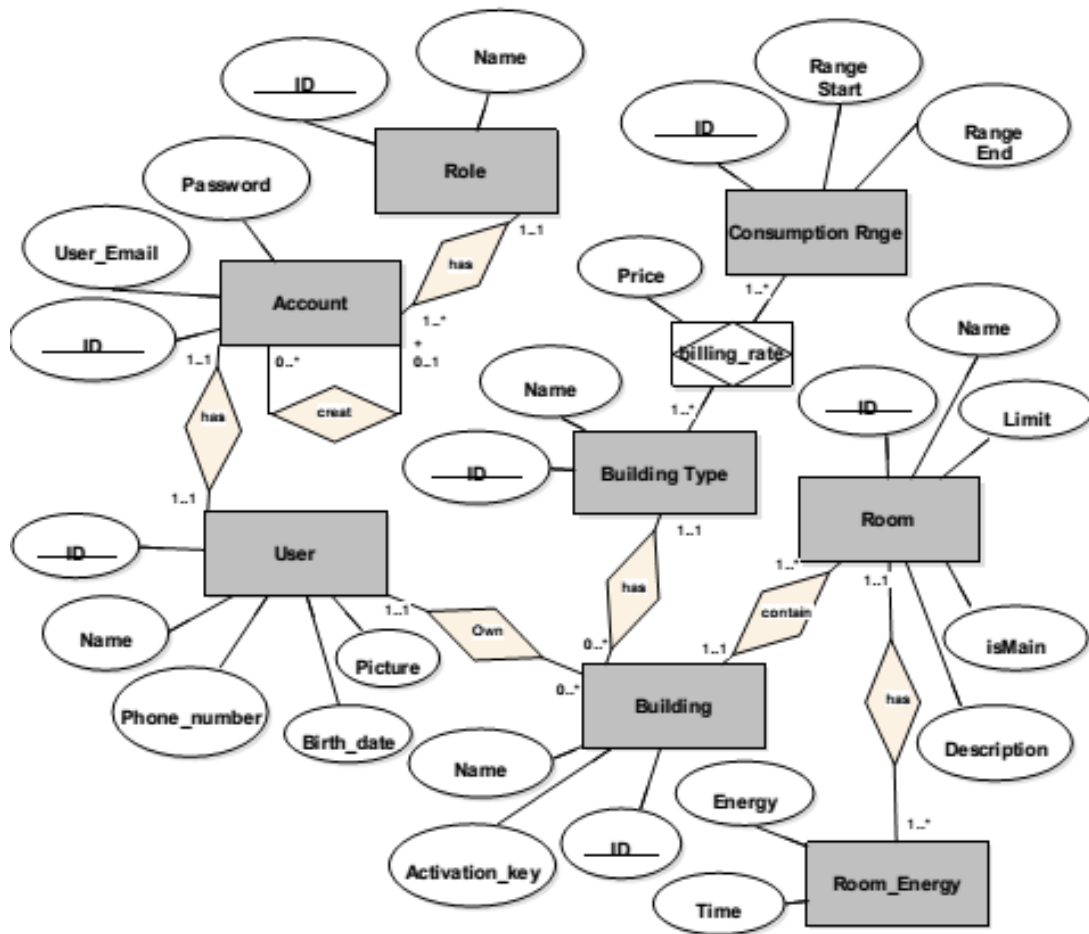 Name
ID
Role
Range
Start
ID
Range
End
Password
Consumption Rnge
User_Email
has
1..1
Price
1..*
Account
ID
1..*
+
0..1
0..*
1..1
billing_rate
Name
Name
creat
has
1..*
ID
Limit
ID
Building Type
Room
1..1
1..1
User
ID
1..*
1..1
has
contain
1..1
Own
Name
Picture
0..*
1..1
isMain
0..*
Building
has
Phone_number
Birth_date
Description
Name
Energy
ID
1..*
Activation_key
Room_Energy
Time